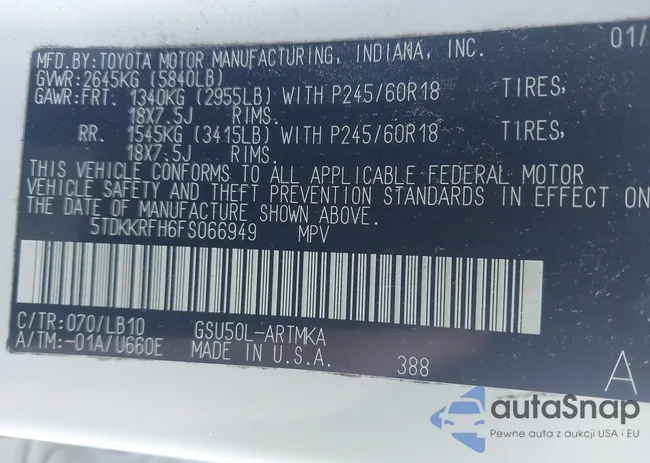 MFD.BY:TOYOTA MOTOR MANUFACTURING, INDIANA, INC. 01/
GVWR:2645KG (5840LB)
GAWR:FRT. 1340KG (2955LB) WITH P245/60R18 TIRES,
18X7.5J RIMS.
RR. 1545KG (3415LB) WITH P245/60R18 TIRES,
18X7.5J RIMS.
THIS VEHICLE CONFORMS TO ALL APPLICABLE FEDERAL MOTOR
VEHICLE SAFETY AND THEFT PREVENTION STANDARDS IN EFFECT ON
THE DATE OF MANUFACTURE SHOWN ABOVE.
5TDKKRFH6FS066949 MPV
C/TR:070/LB10 GSU50L-ARTMKA
A/TM:-01A/U660E MADE IN U.S.A. 388 A
autaSnap
Pewne auta z aukcji USA i EU